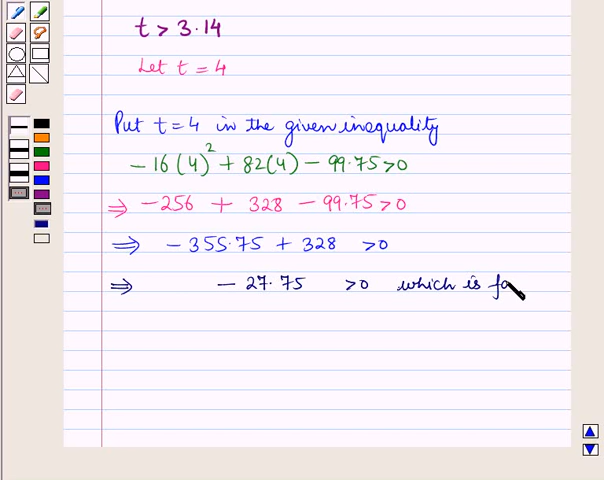 t > 3.14
Let t = 4
Put t = 4 in the given inequality
- 16 (4)² + 82 (4) - 99.75 > 0
⇒ - 256 + 328 - 99.75 > 0
⇒ - 355.75 + 328 > 0
⇒ - 27.75 > 0 which is fa